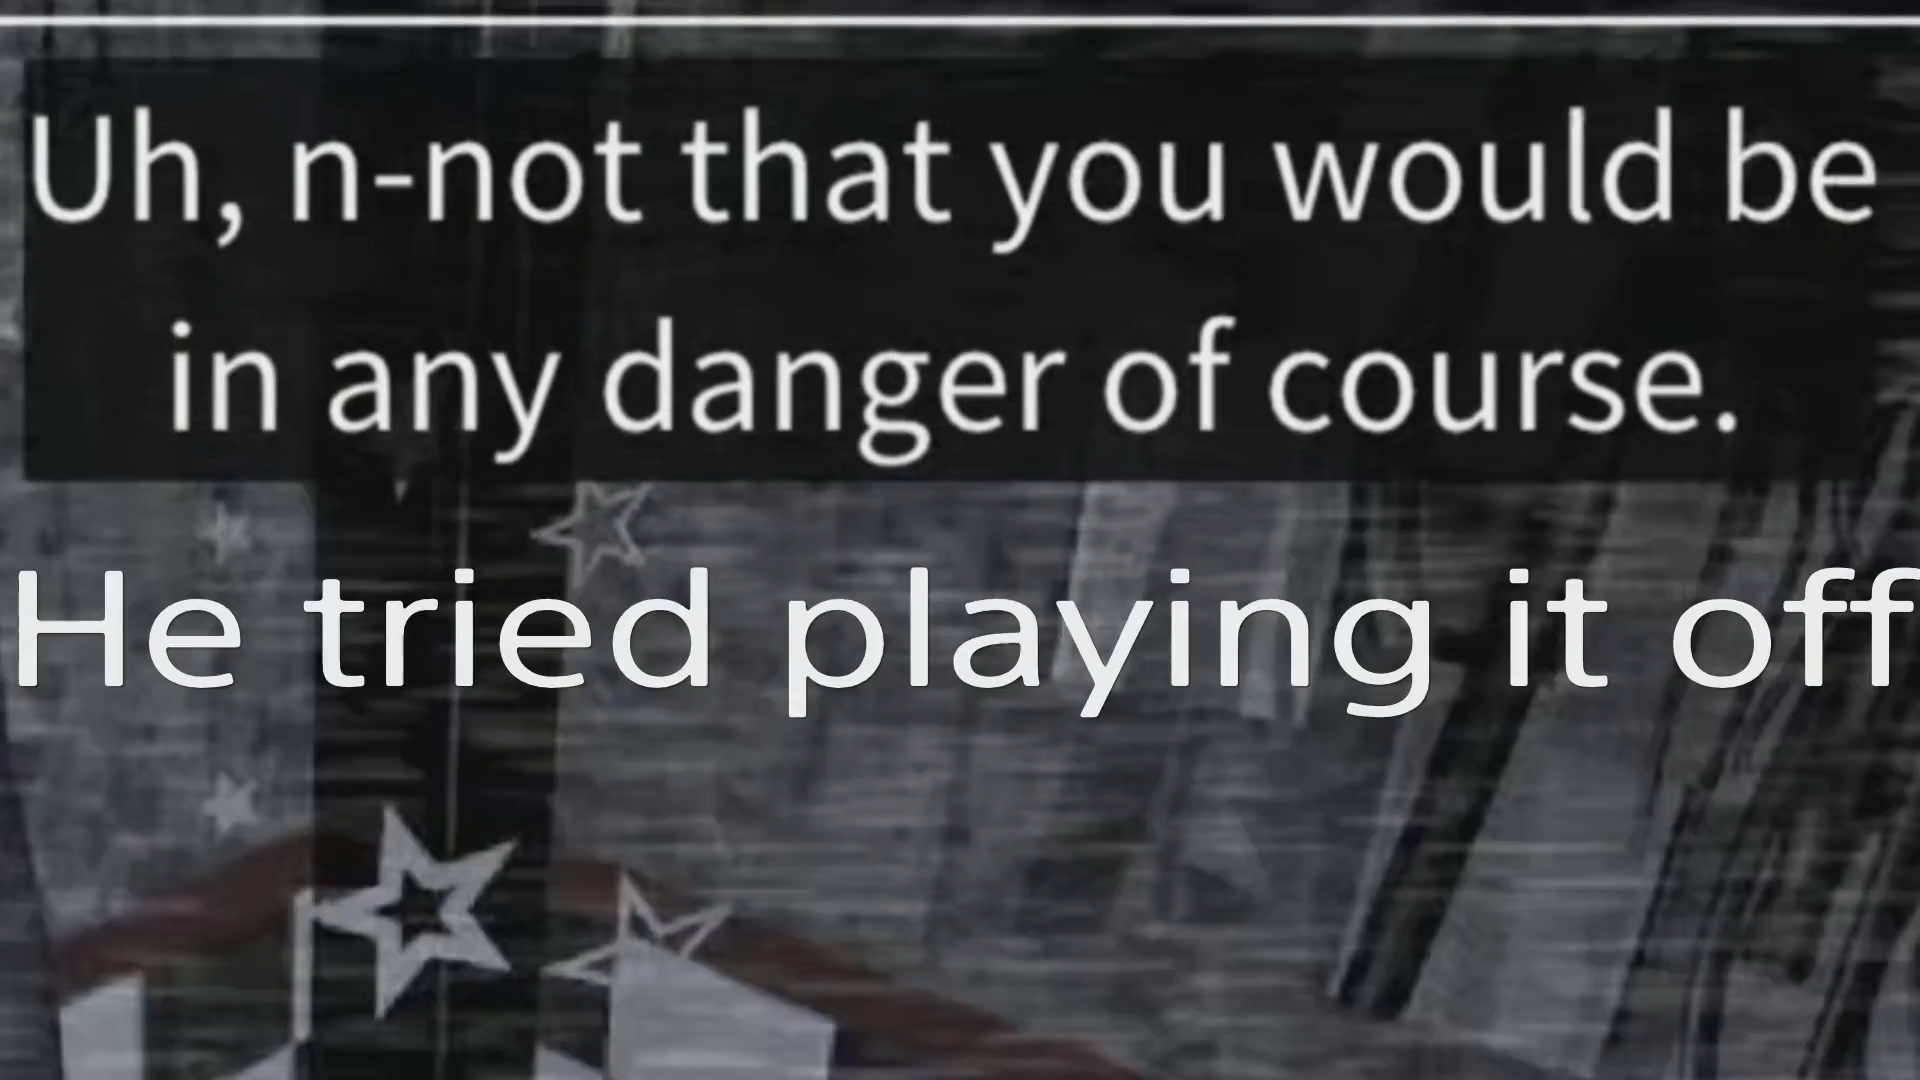 Uh, n-not that you would be
in any danger of course.
He tried playing it off